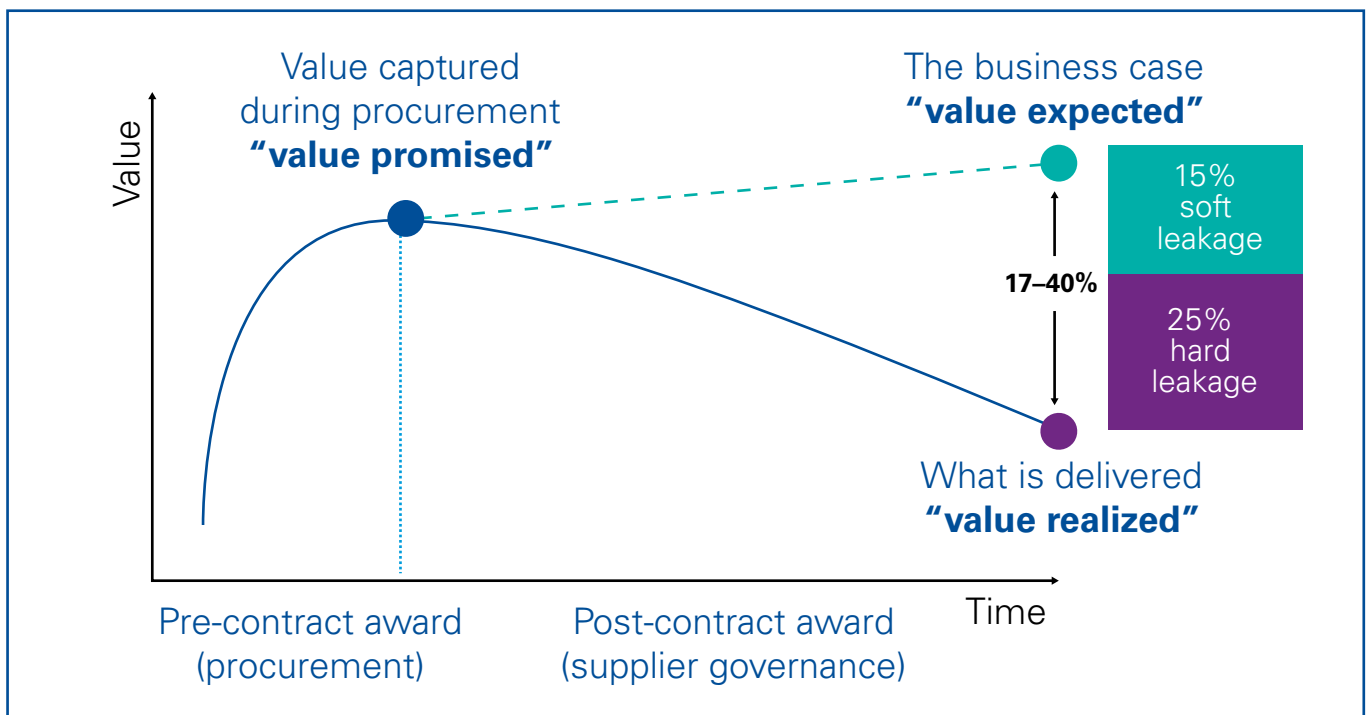 Value captured
during procurement
“value promised”
The business case
“value expected”
Value
15%
soft
leakage
17–40%
25%
hard
leakage
What is delivered
“value realized”
Time
Pre-contract award
(procurement)
Post-contract award
(supplier governance)